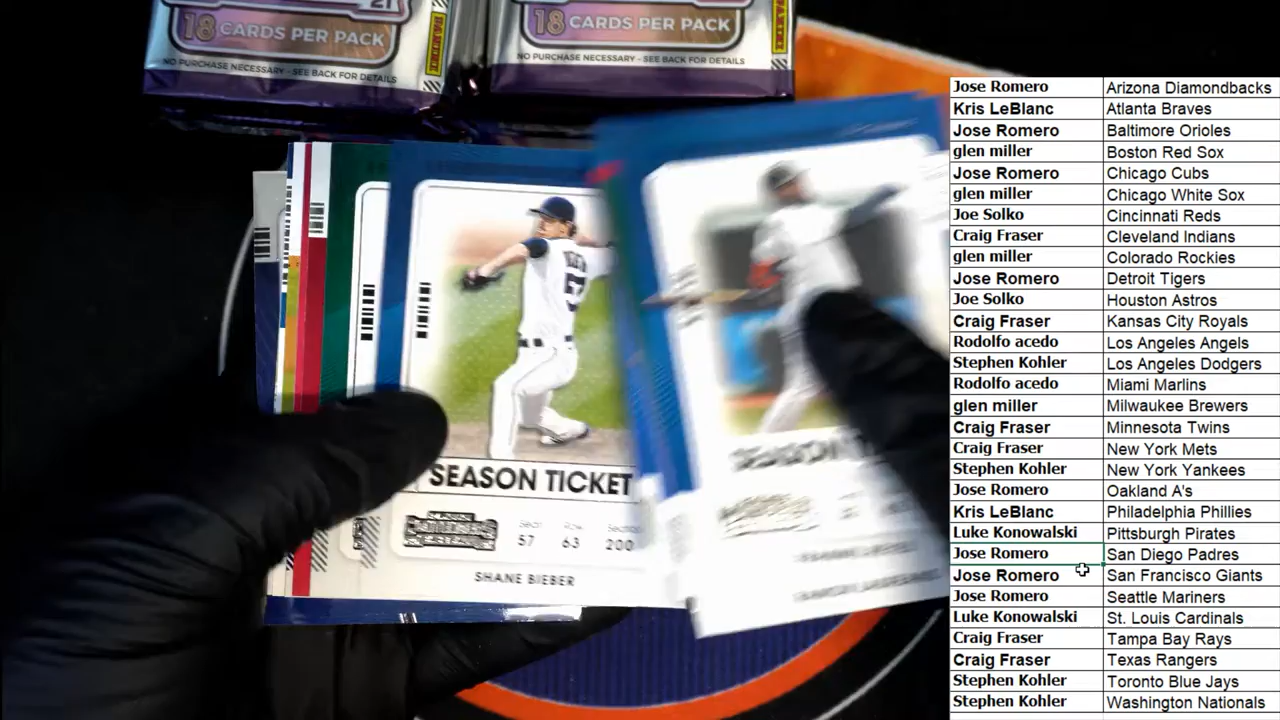 21
18 CARDS PER PACK
NO PURCHASE NECESSARY - SEE BACK FOR DETAILS
PANINI
18 CARDS PER PACK
NO PURCHASE NECESSARY - SEE BACK FOR DETAILS
PANINI
SEASON TICKET
Seat Row Section
57 63 200
SHANE BIEBER
SEASON
Jose Romero Arizona Diamondbacks
Kris LeBlanc Atlanta Braves
Jose Romero Baltimore Orioles
glen miller Boston Red Sox
Jose Romero Chicago Cubs
glen miller Chicago White Sox
Joe Solko Cincinnati Reds
Craig Fraser Cleveland Indians
glen miller Colorado Rockies
Jose Romero Detroit Tigers
Joe Solko Houston Astros
Craig Fraser Kansas City Royals
Rodolfo acedo Los Angeles Angels
Stephen Kohler Los Angeles Dodgers
Rodolfo acedo Miami Marlins
glen miller Milwaukee Brewers
Craig Fraser Minnesota Twins
Craig Fraser New York Mets
Stephen Kohler New York Yankees
Jose Romero Oakland A's
Kris LeBlanc Philadelphia Phillies
Luke Konowalski Pittsburgh Pirates
Jose Romero San Diego Padres
Jose Romero San Francisco Giants
Jose Romero Seattle Mariners
Luke Konowalski St. Louis Cardinals
Craig Fraser Tampa Bay Rays
Craig Fraser Texas Rangers
Stephen Kohler Toronto Blue Jays
Stephen Kohler Washington Nationals